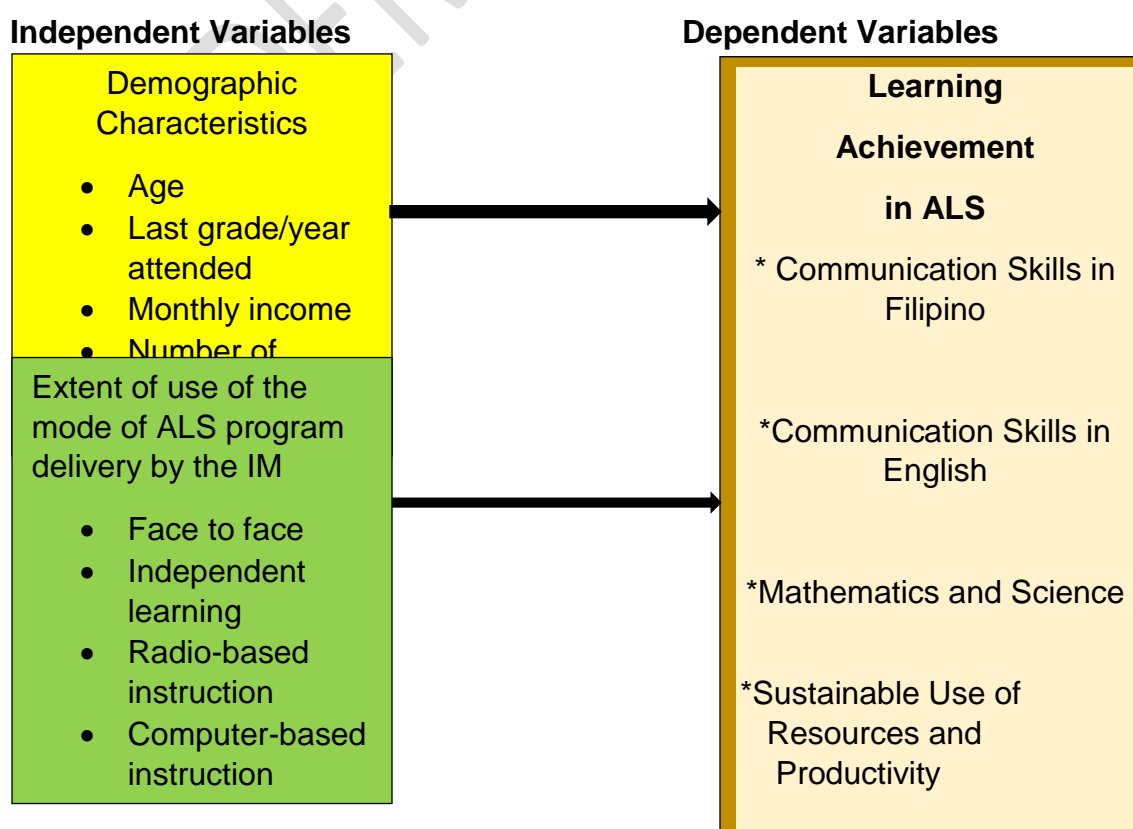 Independent Variables
Demographic
Characteristics
• Age
• Last grade/year
attended
• Monthly income
• Number of
Extent of use of the
mode of ALS program
delivery by the IM
• Face to face
• Independent
learning
• Radio-based
instruction
• Computer-based
instruction
Dependent Variables
Learning
Achievement
in ALS
* Communication Skills in
Filipino
*Communication Skills in
English
*Mathematics and Science
*Sustainable Use of
Resources and
Productivity